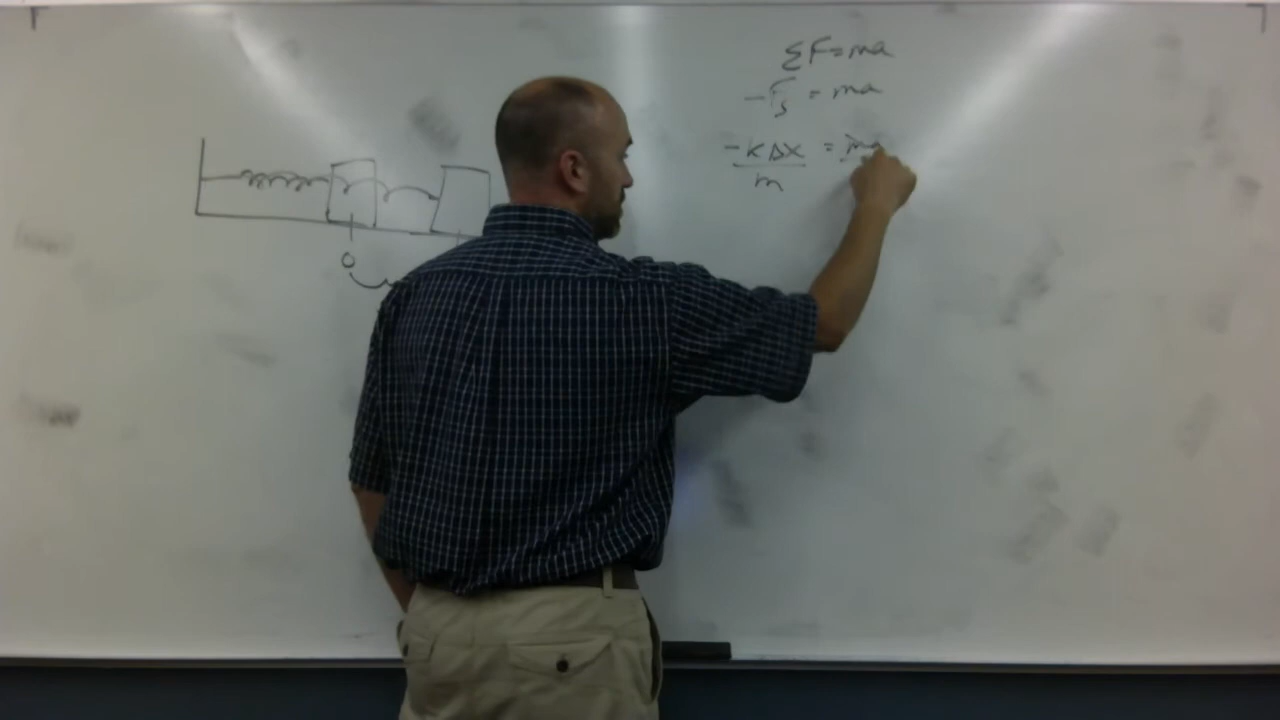 ΣF=ma
-Fs = ma
-kΔx = ma
m
0